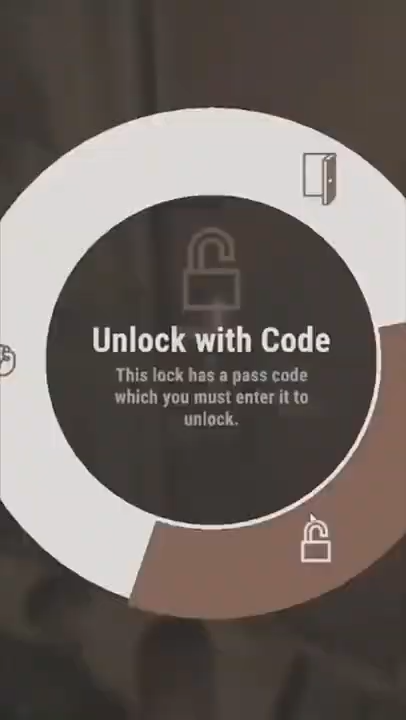 Unlock with Code
This lock has a pass code
which you must enter it to
unlock.